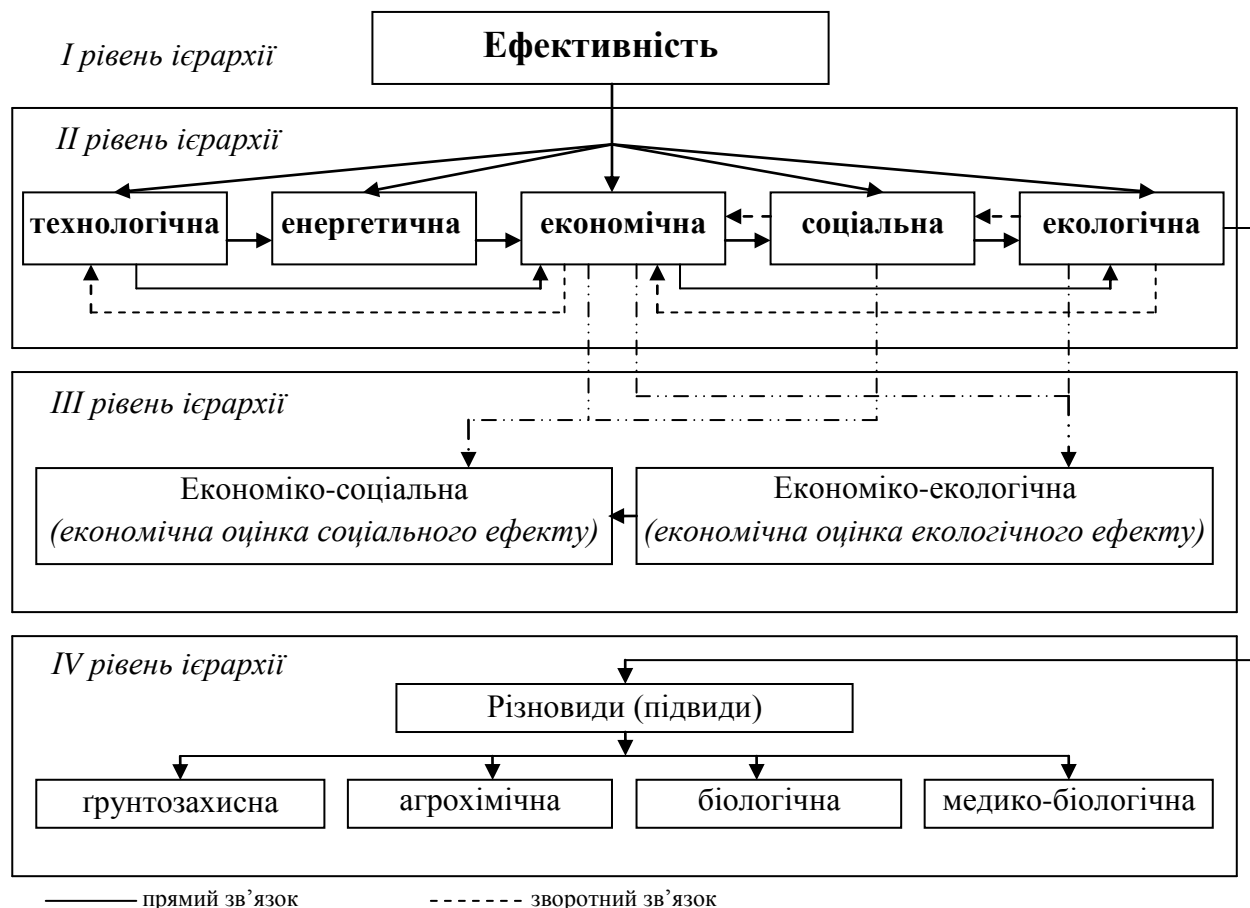 Ефективність
I рівень ієрархії
II рівень ієрархії
технологічна енергетична економічна соціальна екологічна
III рівень ієрархії
Економіко-соціальна
(економічна оцінка соціального ефекту)
Економіко-екологічна
(економічна оцінка екологічного ефекту)
IV рівень ієрархії
Різновиди (підвиди)
ґрунтозахисна агрохімічна біологічна медико-біологічна
прямий зв’язок зворотний зв’язок